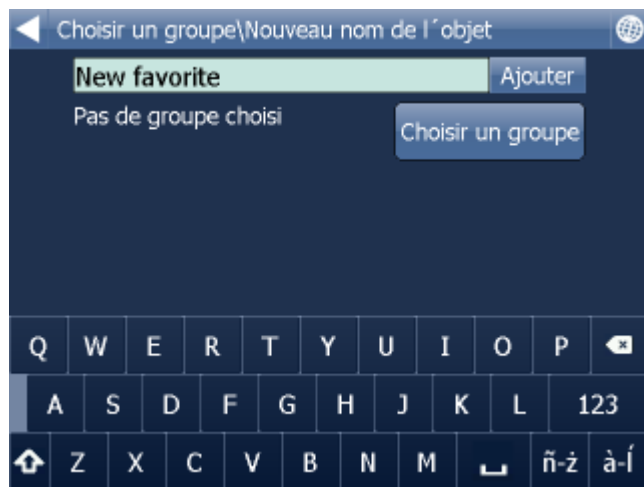 Choisir un groupe\Nouveau nom de l´objet
New favorite Ajouter
Pas de groupe choisi
Choisir un groupe
Q W E R T Y U I O P
A S D F G H J K L 123
Z X C V B N M ñ-ż à-Í